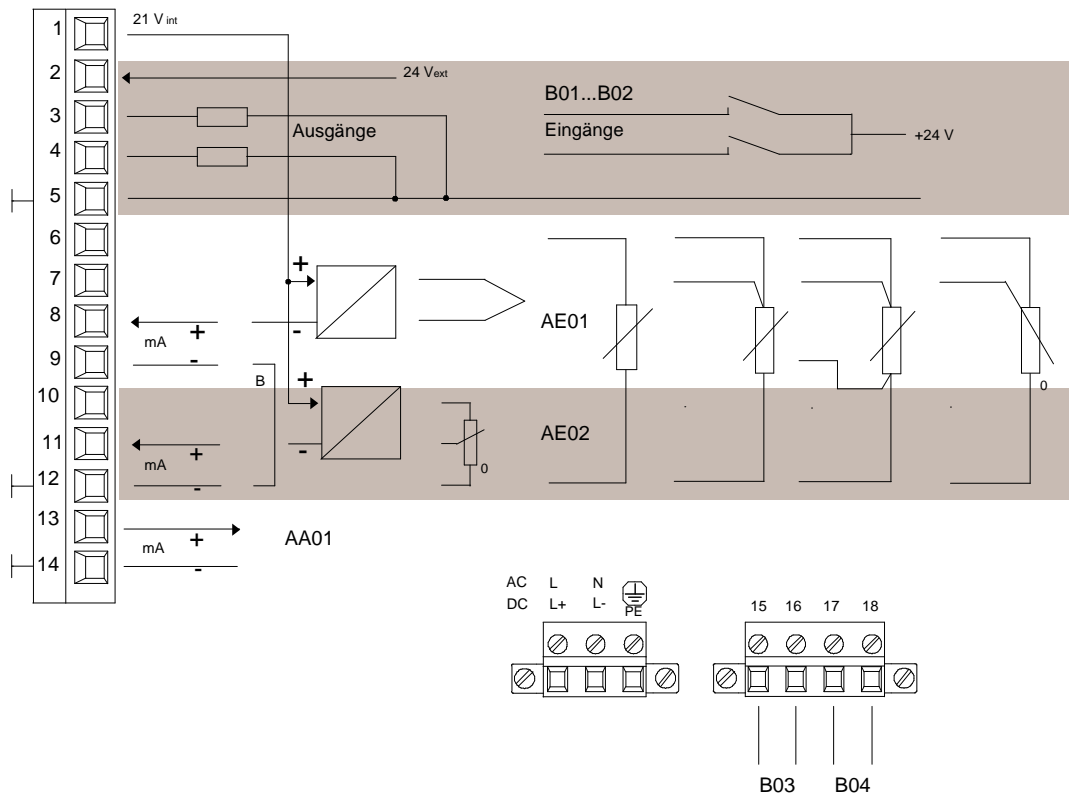 1 21 V int
2 24 Vext
3
4
5
6
7
8
9
10
11
12
13
14
Ausgänge
B01...B02
Eingänge
+24 V
+
-
mA
+
-
B
+
-
AE01
0
mA
+
-
0
AE02
mA
+
-
AA01
AC L N
DC L+ L- PE
15 16 17 18
B03 B04